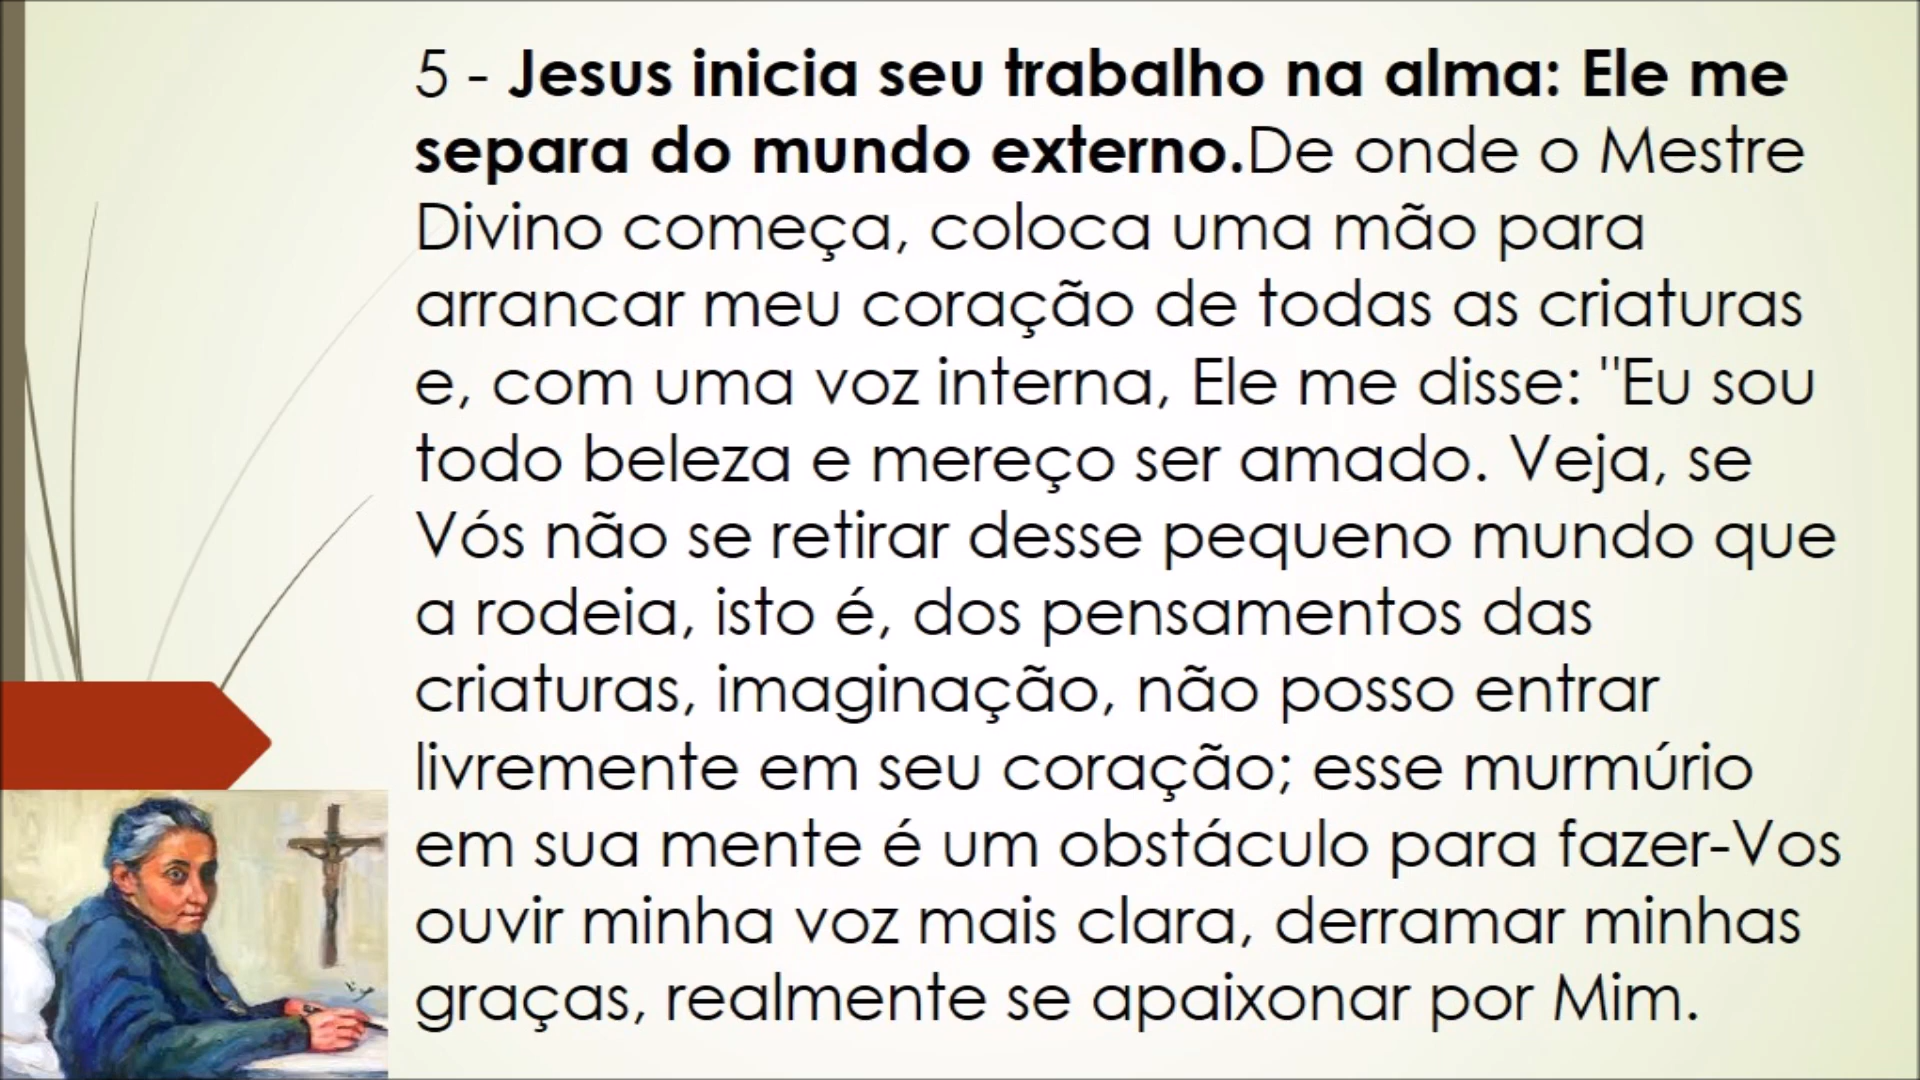 5 - Jesus inicia seu trabalho na alma: Ele me
separa do mundo externo.De onde o Mestre
Divino começa, coloca uma mão para
arrancar meu coração de todas as criaturas
e, com uma voz interna, Ele me disse: "Eu sou
todo beleza e mereço ser amado. Veja, se
Vós não se retirar desse pequeno mundo que
a rodeia, isto é, dos pensamentos das
criaturas, imaginação, não posso entrar
livremente em seu coração; esse murmúrio
em sua mente é um obstáculo para fazer-Vos
ouvir minha voz mais clara, derramar minhas
graças, realmente se apaixonar por Mim.